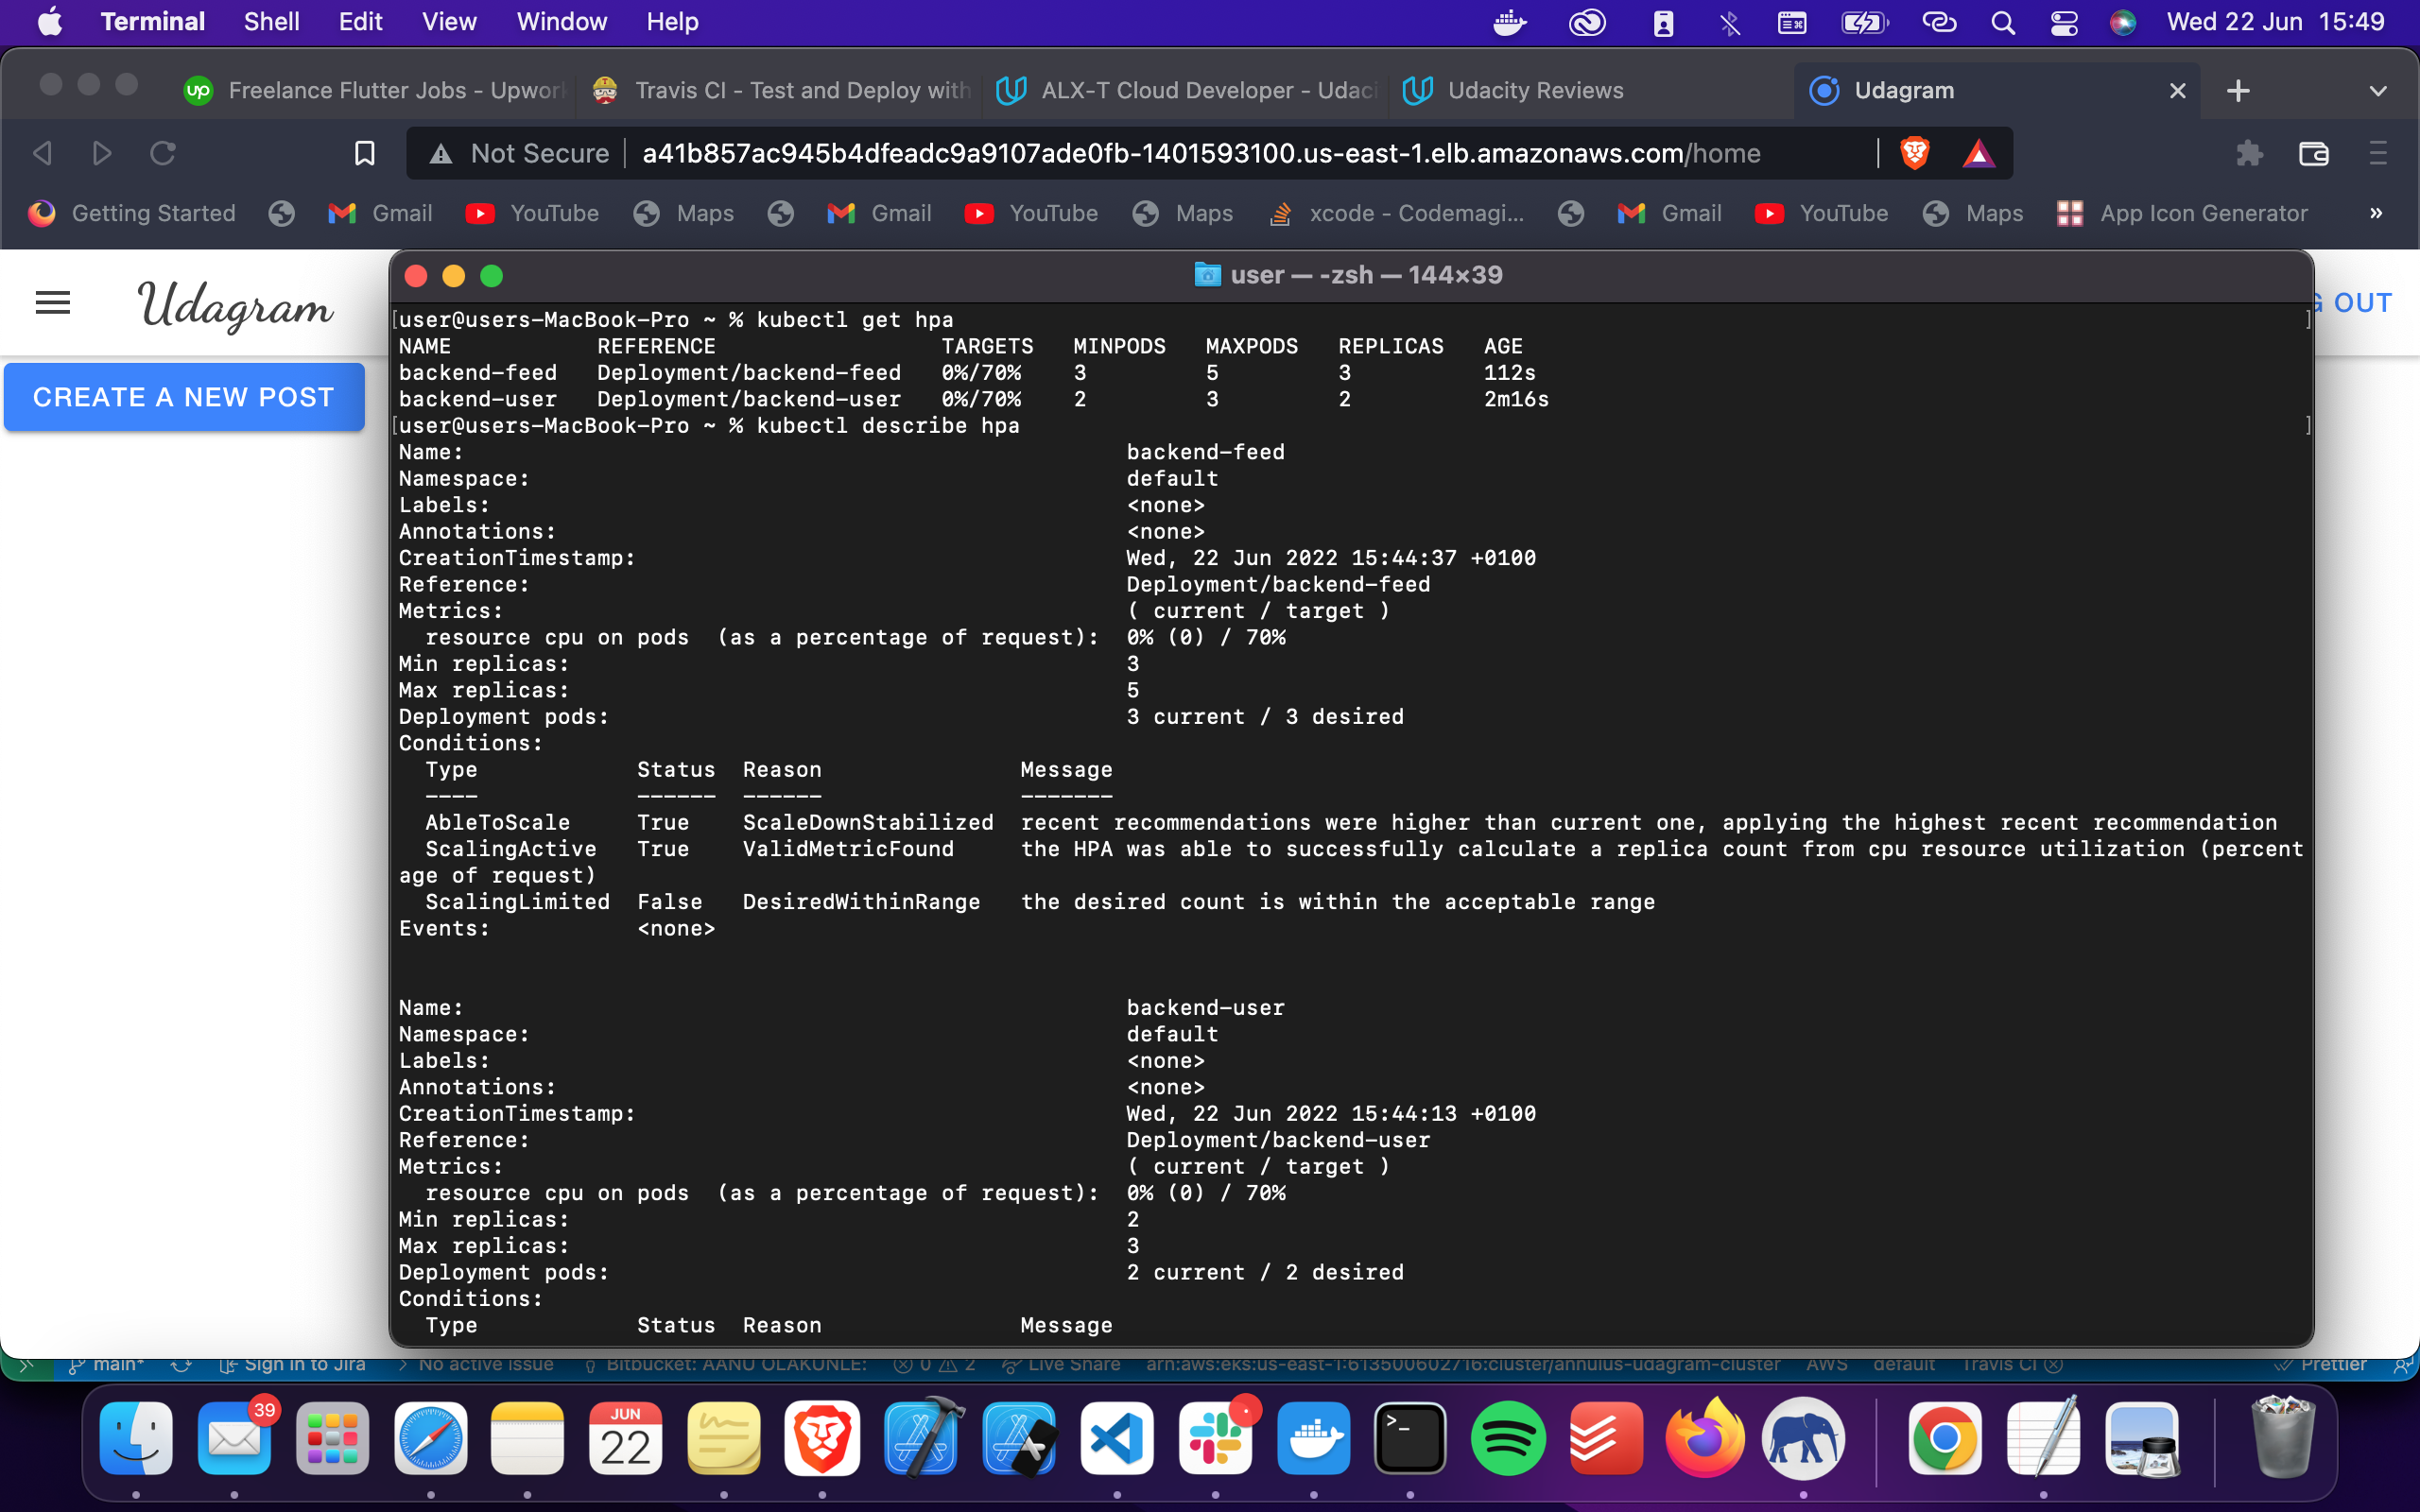 Terminal Shell Edit View Window Help Wed 22 Jun 15:49
Freelance Flutter Jobs - Upwork Travis CI - Test and Deploy with ALX-T Cloud Developer - Udaci Udacity Reviews Udagram
Not Secure a41b857ac945b4dfeadc9a9107ade0fb-1401593100.us-east-1.elb.amazonaws.com/home
Getting Started Gmail YouTube Maps Gmail YouTube Maps xcode - Codemagi... Gmail YouTube Maps App Icon Generator »
user — -zsh — 144×39
Udagram
G OUT
CREATE A NEW POST
[user@users-MacBook-Pro ~ % kubectl get hpa ]
NAME REFERENCE TARGETS MINPODS MAXPODS REPLICAS AGE
backend-feed Deployment/backend-feed 0%/70% 3 5 3 112s
backend-user Deployment/backend-user 0%/70% 2 3 2 2m16s
[user@users-MacBook-Pro ~ % kubectl describe hpa ]
Name: backend-feed
Namespace: default
Labels: <none>
Annotations: <none>
CreationTimestamp: Wed, 22 Jun 2022 15:44:37 +0100
Reference: Deployment/backend-feed
Metrics: ( current / target )
resource cpu on pods (as a percentage of request): 0% (0) / 70%
Min replicas: 3
Max replicas: 5
Deployment pods: 3 current / 3 desired
Conditions:
Type Status Reason Message
---- ------ ------ -------
AbleToScale True ScaleDownStabilized recent recommendations were higher than current one, applying the highest recent recommendation
ScalingActive True ValidMetricFound the HPA was able to successfully calculate a replica count from cpu resource utilization (percent
age of request)
ScalingLimited False DesiredWithinRange the desired count is within the acceptable range
Events: <none>
Name: backend-user
Namespace: default
Labels: <none>
Annotations: <none>
CreationTimestamp: Wed, 22 Jun 2022 15:44:13 +0100
Reference: Deployment/backend-user
Metrics: ( current / target )
resource cpu on pods (as a percentage of request): 0% (0) / 70%
Min replicas: 2
Max replicas: 3
Deployment pods: 2 current / 2 desired
Conditions:
Type Status Reason Message
main* Sign in to Jira No active issue Bitbucket: AANU OLAKUNLE: 0 2 Live Share arn:aws:eks:us-east-1:613500602716:cluster/annulus-udagram-cluster AWS default Travis CI Prettier
39
JUN
22